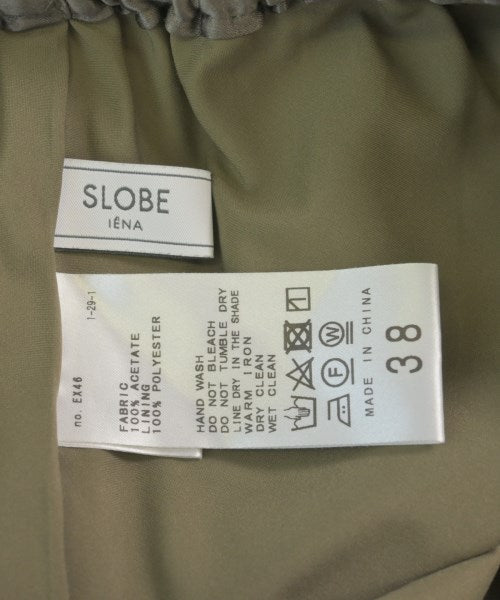 SLOBE
IÉNA
no. EX46
1-29-1
FABRIC
100% ACETATE
LINING
100% POLYESTER
HAND WASH
DO NOT BLEACH
DO NOT TUMBLE DRY
LINE DRY IN THE SHADE
WARM IRON
DRY CLEAN
WET CLEAN
F W
MADE IN CHINA
38